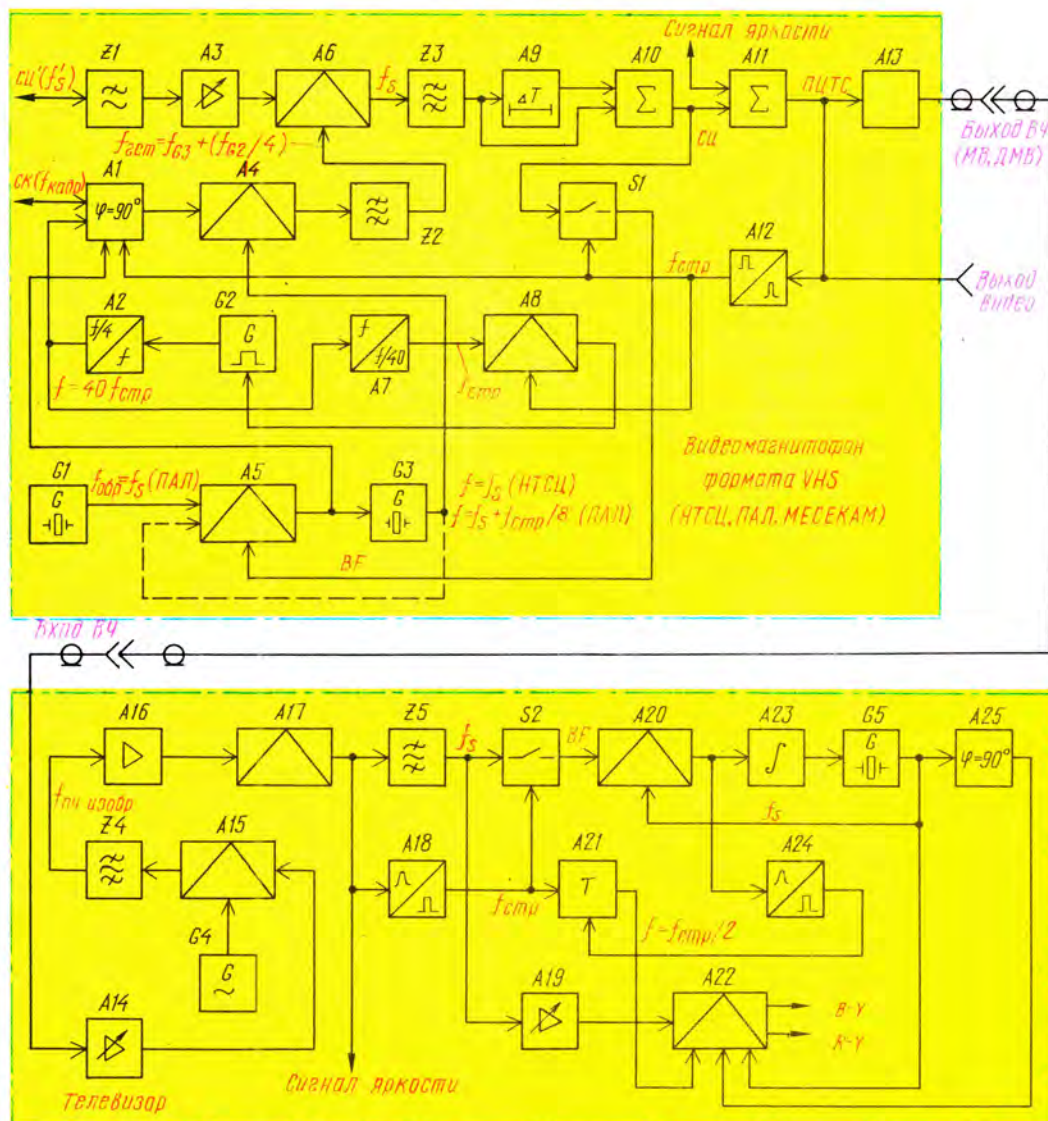 Сигнал яркости
Z1
A3
A6
Z3
A9
A10
A11
A13
си'(f's)
fs
ΔT
Σ
Σ
ПЦТС
Выход ВЧ
(МВ, ДМВ)
fгет=fG3+(fG2/4)
си
ск(fкадр)
A1
φ=90°
A4
Z2
S1
A12
fстр
Выход
видео
A2
f/4
f
G2
G
f
f/40
A7
A8
f=40fстр
fстр
Видеомагнитофон
формата VHS
(НТСЦ, ПАЛ, МЕСЕКАМ)
G1
G
fобр=fs (ПАЛ)
A5
G3
G
f=fs (НТСЦ)
f=fs+fстр/8 (ПАЛ)
BF
Вход ВЧ
A16
A17
Z5
fs
S2
BF
A20
A23
∫
G5
G
A25
φ=90°
fпч изобр
Z4
A15
A18
fстр
A21
T
fs
A24
G4
G
f=fстр/2
A14
A19
A22
B-Y
R-Y
Телевизор
Сигнал яркости